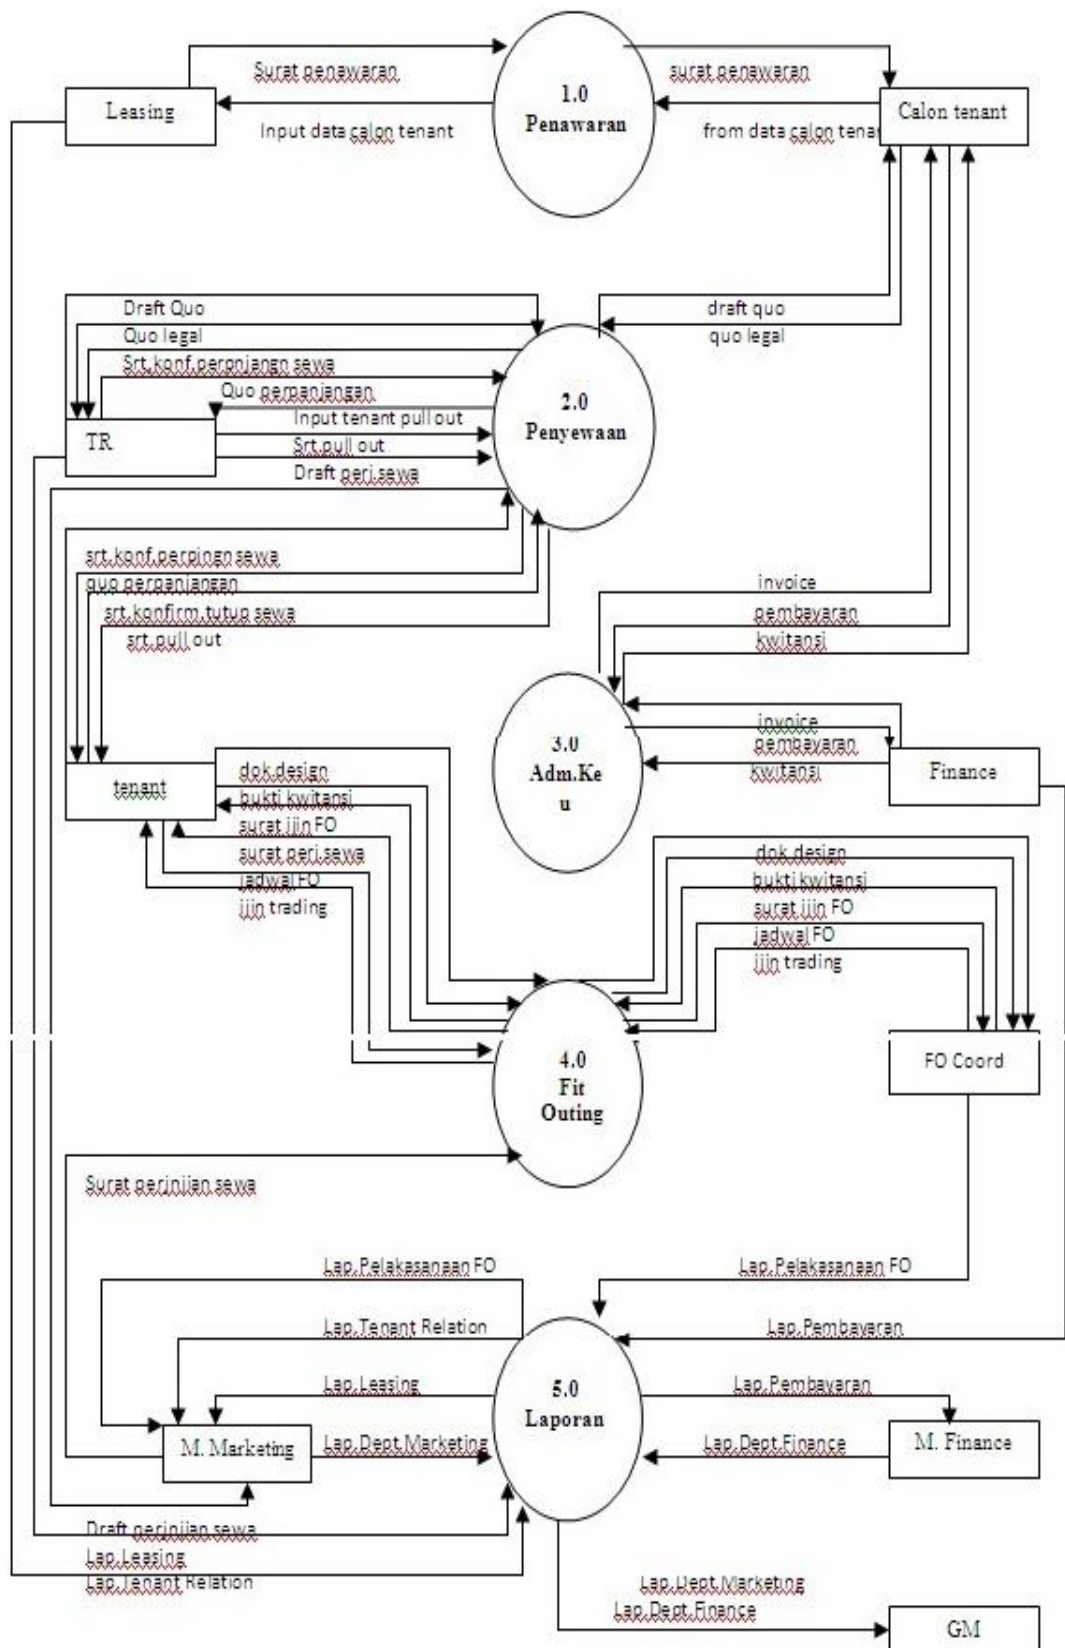 Surat penawaran
surat penawaran
1.0
Penawaran
Leasing
Calon tenant
Input data calon tenant
from data calon tenar
Draft Quo
draft quo
Quo legal
quo legal
Srt.konf.perpnjangn sewa
Quo perpanjangan
2.0
Penyewaan
Input tenant pull out
TR
Srt.pull out
Draft perj.sewa
srt.konf.perpjngn sewa
quo perpanjangan
srt.konfirm.tutup sewa
srt.pull out
invoice
pembayaran
kwitansi
3.0
Adm.Ke
u
invoice
pembayaran
kwitansi
Finance
tenant
dok.design
bukti kwitansi
surat ijin FO
surat perj.sewa
jadwal FO
ijin trading
dok.design
bukti kwitansi
surat ijin FO
jadwal FO
ijin trading
4.0
Fit
Outing
FO Coord
Surat perjnjian sewa
Lap.Pelakasanaan FO
Lap.Pelakasanaan FO
Lap.Tenant Relation
Lap.Pembayaran
Lap.Leasing
5.0
Laporan
Lap.Pembayaran
M. Marketing
Lap.Dept.Marketing
Lap.Dept.Finance
M. Finance
Draft perjnjian sewa
Lap.Leasing
Lap.Tenant Relation
Lap.Dept.Marketing
Lap.Dept.Finance
GM